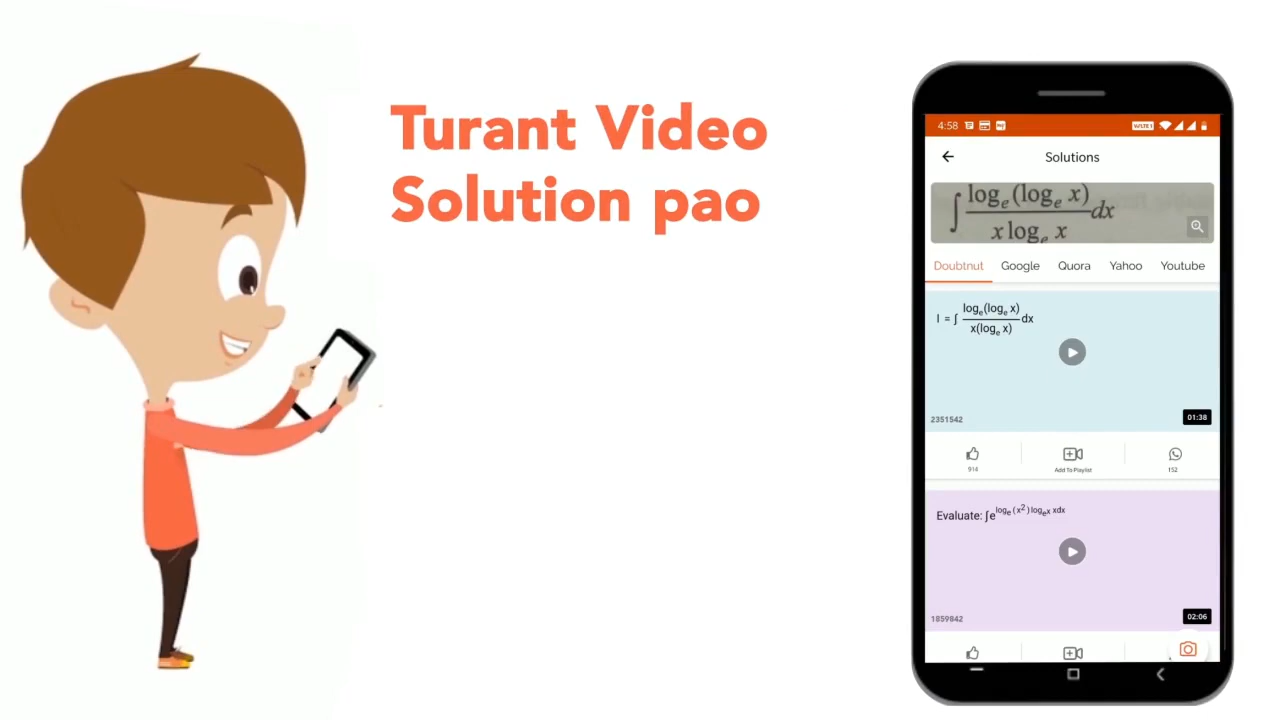 Turant Video
Solution pao
4:58
VoLTE1
Solutions
∫ logₑ(logₑ x) / x logₑ x dx
Doubtnut Google Quora Yahoo Youtube
I = ∫ logₑ(logₑ x) / x(logₑ x) dx
2351542 01:38
914 Add To Playlist 152
Evaluate: ∫e^logₑ(x²)logₑx xdx
1859842 02:06